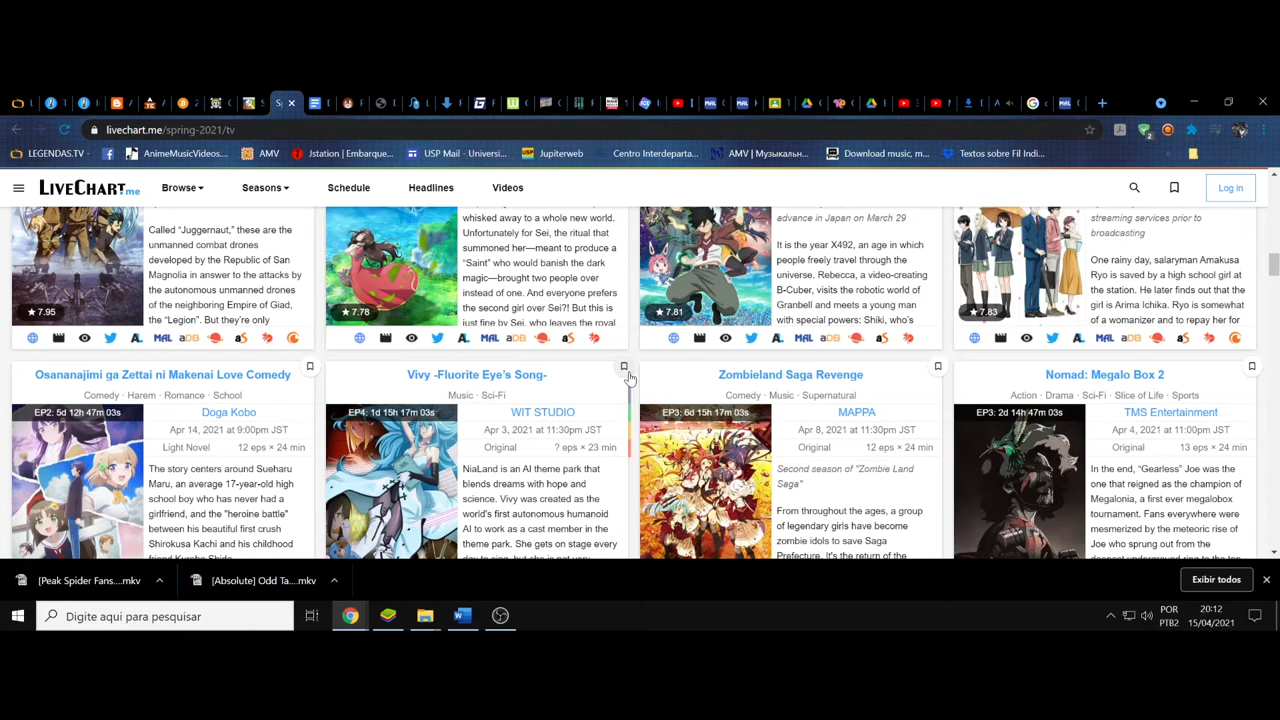 livechart.me/spring-2021/tv
LEGENDAS.TV - AnimeMusicVideos... AMV Jstation | Embarque... USP Mail - Universi... Jupiterweb Centro Interdeparta... AMV | Музыкальн... Download music, m... Textos sobre Fil Ind
LIVECHART.me Browse Seasons Schedule Headlines Videos Log in
Called “Juggernaut,” these are the
unmanned combat drones
developed by the Republic of San
Magnolia in answer to the attacks by
the autonomous unmanned drones
of the neighboring Empire of Giad,
the “Legion”. But they're only
7.95
whisked away to a whole new world.
Unfortunately for Sei, the ritual that
summoned her—meant to produce a
“Saint” who would banish the dark
magic—brought two people over
instead of one. And everyone prefers
the second girl over Sei?! But this is
just fine by Sei, who leaves the royal
7.78
advance in Japan on March 29
It is the year X492, an age in which
people freely travel through the
universe. Rebecca, a video-creating
B-Cuber, visits the robotic world of
Granbell and meets a young man
with special powers: Shiki, who's
7.81
streaming services prior to
broadcasting
One rainy day, salaryman Amakusa
Ryo is saved by a high school girl at
the station. He later finds out that the
girl is Arima Ichika. Ryo is somewhat
of a womanizer and to repay her for
7.83
Osananajimi ga Zettai ni Makenai Love Comedy
Comedy · Harem · Romance · School
EP2: 5d 12h 47m 03s
Doga Kobo
Apr 14, 2021 at 9:00pm JST
Light Novel 12 eps × 24 min
The story centers around Sueharu
Maru, an average 17-year-old high
school boy who has never had a
girlfriend, and the "heroine battle"
between his beautiful first crush
Shirokusa Kachi and his childhood
friend Kuroha Shida
Vivy -Fluorite Eye's Song-
Music · Sci-Fi
EP4: 1d 15h 17m 03s
WIT STUDIO
Apr 3, 2021 at 11:30pm JST
Original ? eps × 23 min
NiaLand is an AI theme park that
blends dreams with hope and
science. Vivy was created as the
world's first autonomous humanoid
AI to work as a cast member in the
theme park. She gets on stage every
day to sing, but she is not very
Zombieland Saga Revenge
Comedy · Music · Supernatural
EP3: 6d 15h 17m 03s
MAPPA
Apr 8, 2021 at 11:30pm JST
Original 12 eps × 24 min
Second season of "Zombie Land
Saga"
From throughout the ages, a group
of legendary girls have become
zombie idols to save Saga
Prefecture. It's the return of the
Nomad: Megalo Box 2
Action · Drama · Sci-Fi · Slice of Life · Sports
EP3: 2d 14h 47m 03s
TMS Entertainment
Apr 4, 2021 at 11:00pm JST
Original 13 eps × 24 min
In the end, “Gearless” Joe was the
one that reigned as the champion of
Megalonia, a first ever megalobox
tournament. Fans everywhere were
mesmerized by the meteoric rise of
Joe who sprung out from the
deepest underground ring to the
[Peak Spider Fans....mkv [Absolute] Odd Ta....mkv Exibir todos
Digite aqui para pesquisar
POR
PTB2
20:12
15/04/2021